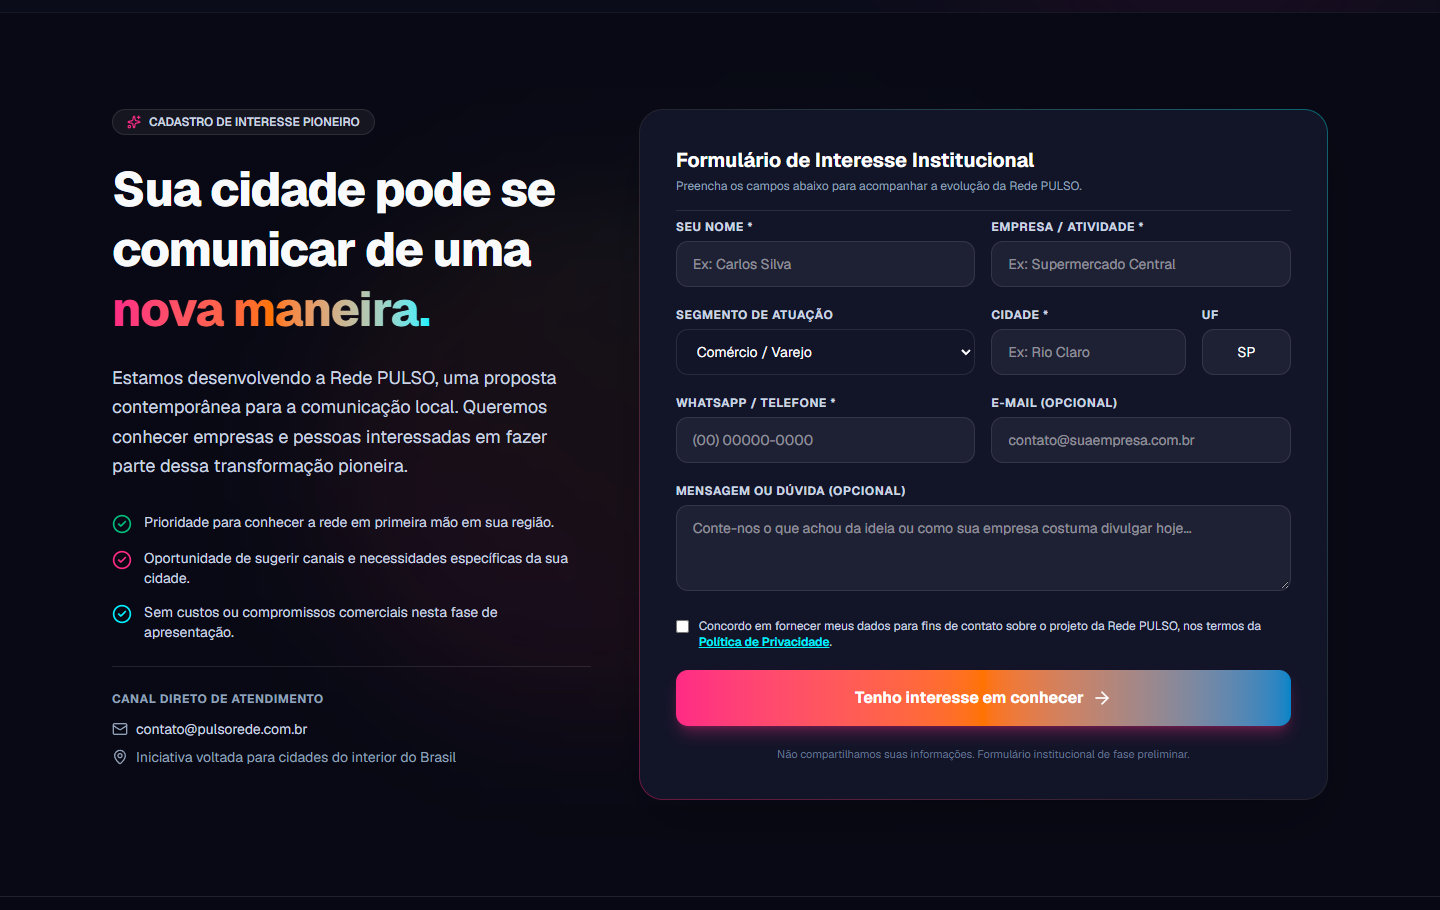 CADASTRO DE INTERESSE PIONEIRO
Sua cidade pode se
comunicar de uma
nova maneira.
Estamos desenvolvendo a Rede PULSO, uma proposta
contemporânea para a comunicação local. Queremos
conhecer empresas e pessoas interessadas em fazer
parte dessa transformação pioneira.
Prioridade para conhecer a rede em primeira mão em sua região.
Oportunidade de sugerir canais e necessidades específicas da sua
cidade.
Sem custos ou compromissos comerciais nesta fase de
apresentação.
CANAL DIRETO DE ATENDIMENTO
contato@pulsorede.com.br
Iniciativa voltada para cidades do interior do Brasil
Formulário de Interesse Institucional
Preencha os campos abaixo para acompanhar a evolução da Rede PULSO.
SEU NOME *
Ex: Carlos Silva
EMPRESA / ATIVIDADE *
Ex: Supermercado Central
SEGMENTO DE ATUAÇÃO
Comércio / Varejo
CIDADE *
Ex: Rio Claro
UF
SP
WHATSAPP / TELEFONE *
(00) 00000-0000
E-MAIL (OPCIONAL)
contato@suaempresa.com.br
MENSAGEM OU DÚVIDA (OPCIONAL)
Conte-nos o que achou da ideia ou como sua empresa costuma divulgar hoje...
Concordo em fornecer meus dados para fins de contato sobre o projeto da Rede PULSO, nos termos da
Política de Privacidade.
Tenho interesse em conhecer
Não compartilhamos suas informações. Formulário institucional de fase preliminar.